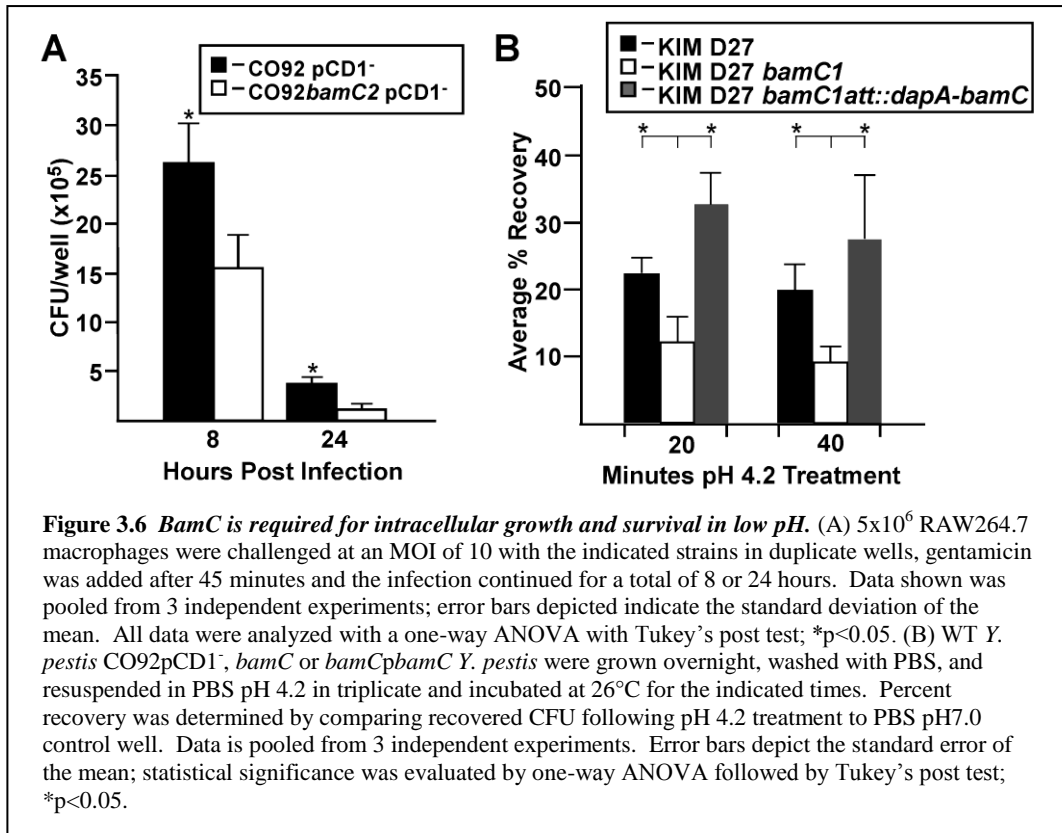 A
■ – CO92 pCD1-
□ – CO92bamC2 pCD1-
CFU/well (x10⁵)
35
30
25
20
15
10
5
*
*
8
24
Hours Post Infection
B
■ – KIM D27
□ – KIM D27 bamC1
■ – KIM D27 bamC1att::dapA-bamC
Average % Recovery
50
40
30
20
10
* *
* *
20
40
Minutes pH 4.2 Treatment
Figure 3.6 BamC is required for intracellular growth and survival in low pH. (A) 5x10⁶ RAW264.7
macrophages were challenged at an MOI of 10 with the indicated strains in duplicate wells, gentamicin
was added after 45 minutes and the infection continued for a total of 8 or 24 hours. Data shown was
pooled from 3 independent experiments; error bars depicted indicate the standard deviation of the
mean. All data were analyzed with a one-way ANOVA with Tukey’s post test; *p<0.05. (B) WT Y.
pestis CO92pCD1⁻, bamC or bamCpbamC Y. pestis were grown overnight, washed with PBS, and
resuspended in PBS pH 4.2 in triplicate and incubated at 26°C for the indicated times. Percent
recovery was determined by comparing recovered CFU following pH 4.2 treatment to PBS pH7.0
control well. Data is pooled from 3 independent experiments. Error bars depict the standard error of
the mean; statistical significance was evaluated by one-way ANOVA followed by Tukey’s post test;
*p<0.05.